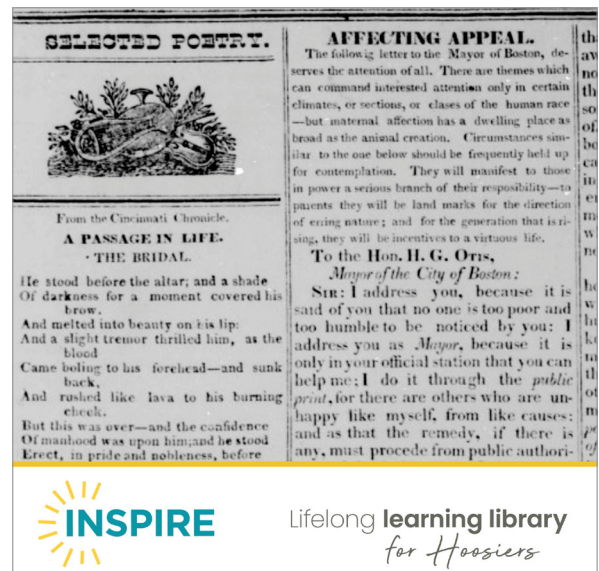 SELECTED POETRY.
From the Cincinnati Chronicle.
A PASSAGE IN LIFE.
THE BRIDAL.
He stood before the altar; and a shade
Of darkness for a moment covered his
brow.
And melted into beauty on his lip:
And a slight tremor thrilled him, as the
blood
Came boling to his forehead—and sunk
back,
And rushed like lava to his burning
cheek.
But this was over—and the confidence
Of manhood was upon him; and he stood
Erect, in pride and nobleness, before
AFFECTING APPEAL.
The followig letter to the Mayor of Boston, de-
serves the attention of all. There are themes which
can command interested attention only in certain
climates, or sections, or clases of the human race
—but maternal affection has a dwelling place as
broad as the animal creation. Circumstances sim-
ilar to the one below should be frequently held up
for contemplation. They will manifest to those
in power a serious branch of their resposibility—to
parents they will be land marks for the direction
of erring nature; and for the generation that is ri-
sing, they will be incentives to a virtuous life.
To the Hon. H. G. Otis,
Mayor of the City of Boston:
SIR: I address you, because it is
said of you that no one is too poor and
too humble to be noticed by you: I
address you as Mayor, because it is
only in your official station that you can
help me; I do it through the public
print, for there are others who are un-
happy like myself, from like causes:
and as that the remedy, if there is
any, must procede from public authori-
INSPIRE
Lifelong learning library
for Hoosiers